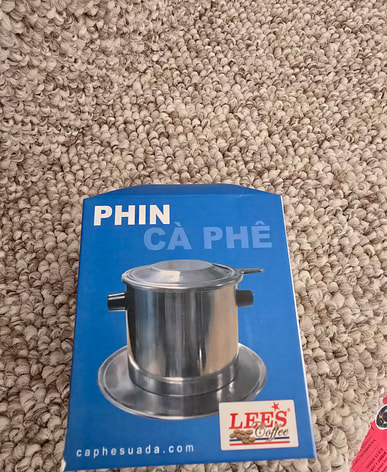 PHIN
CÀ PHÊ
LEE'S
Coffee
caphesuada.com